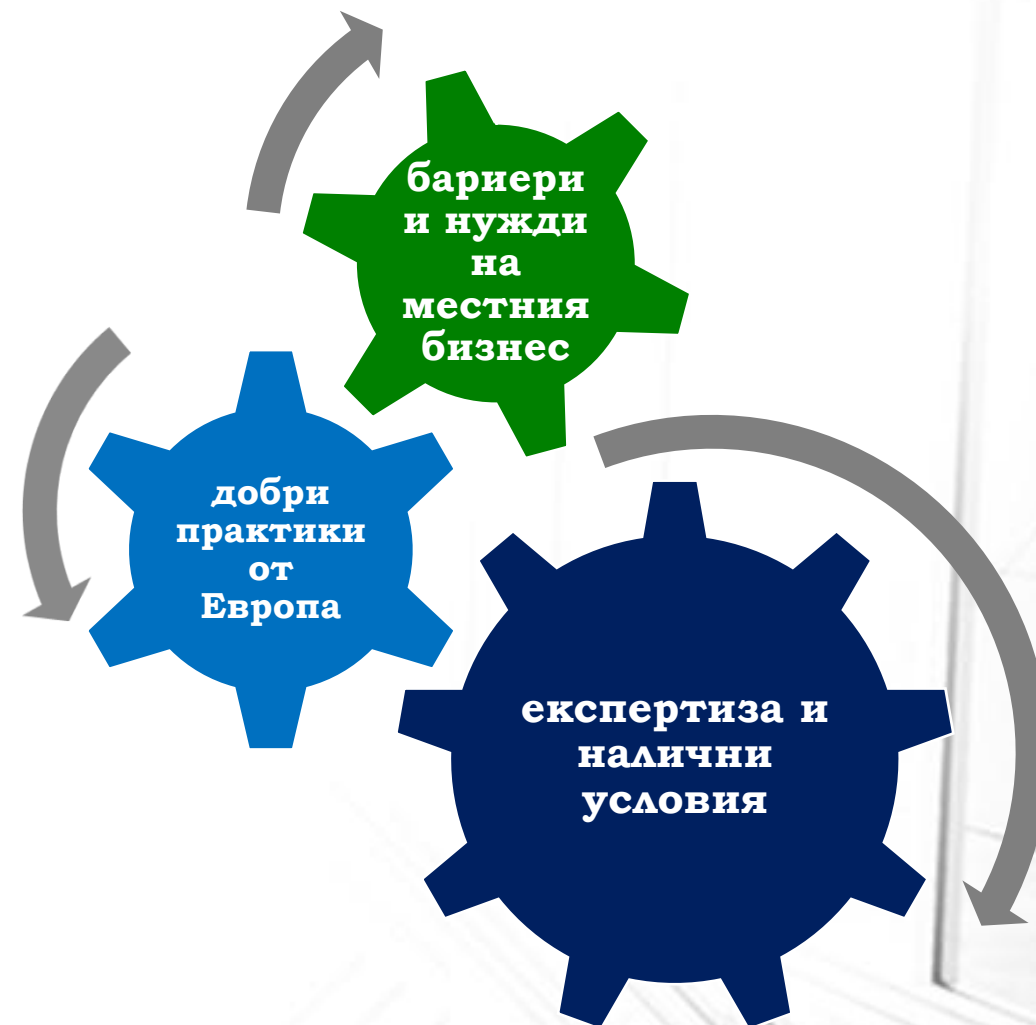 бариери
и нужди
на
местния
бизнес
добри
практики
от
Европа
експертиза и
налични
условия